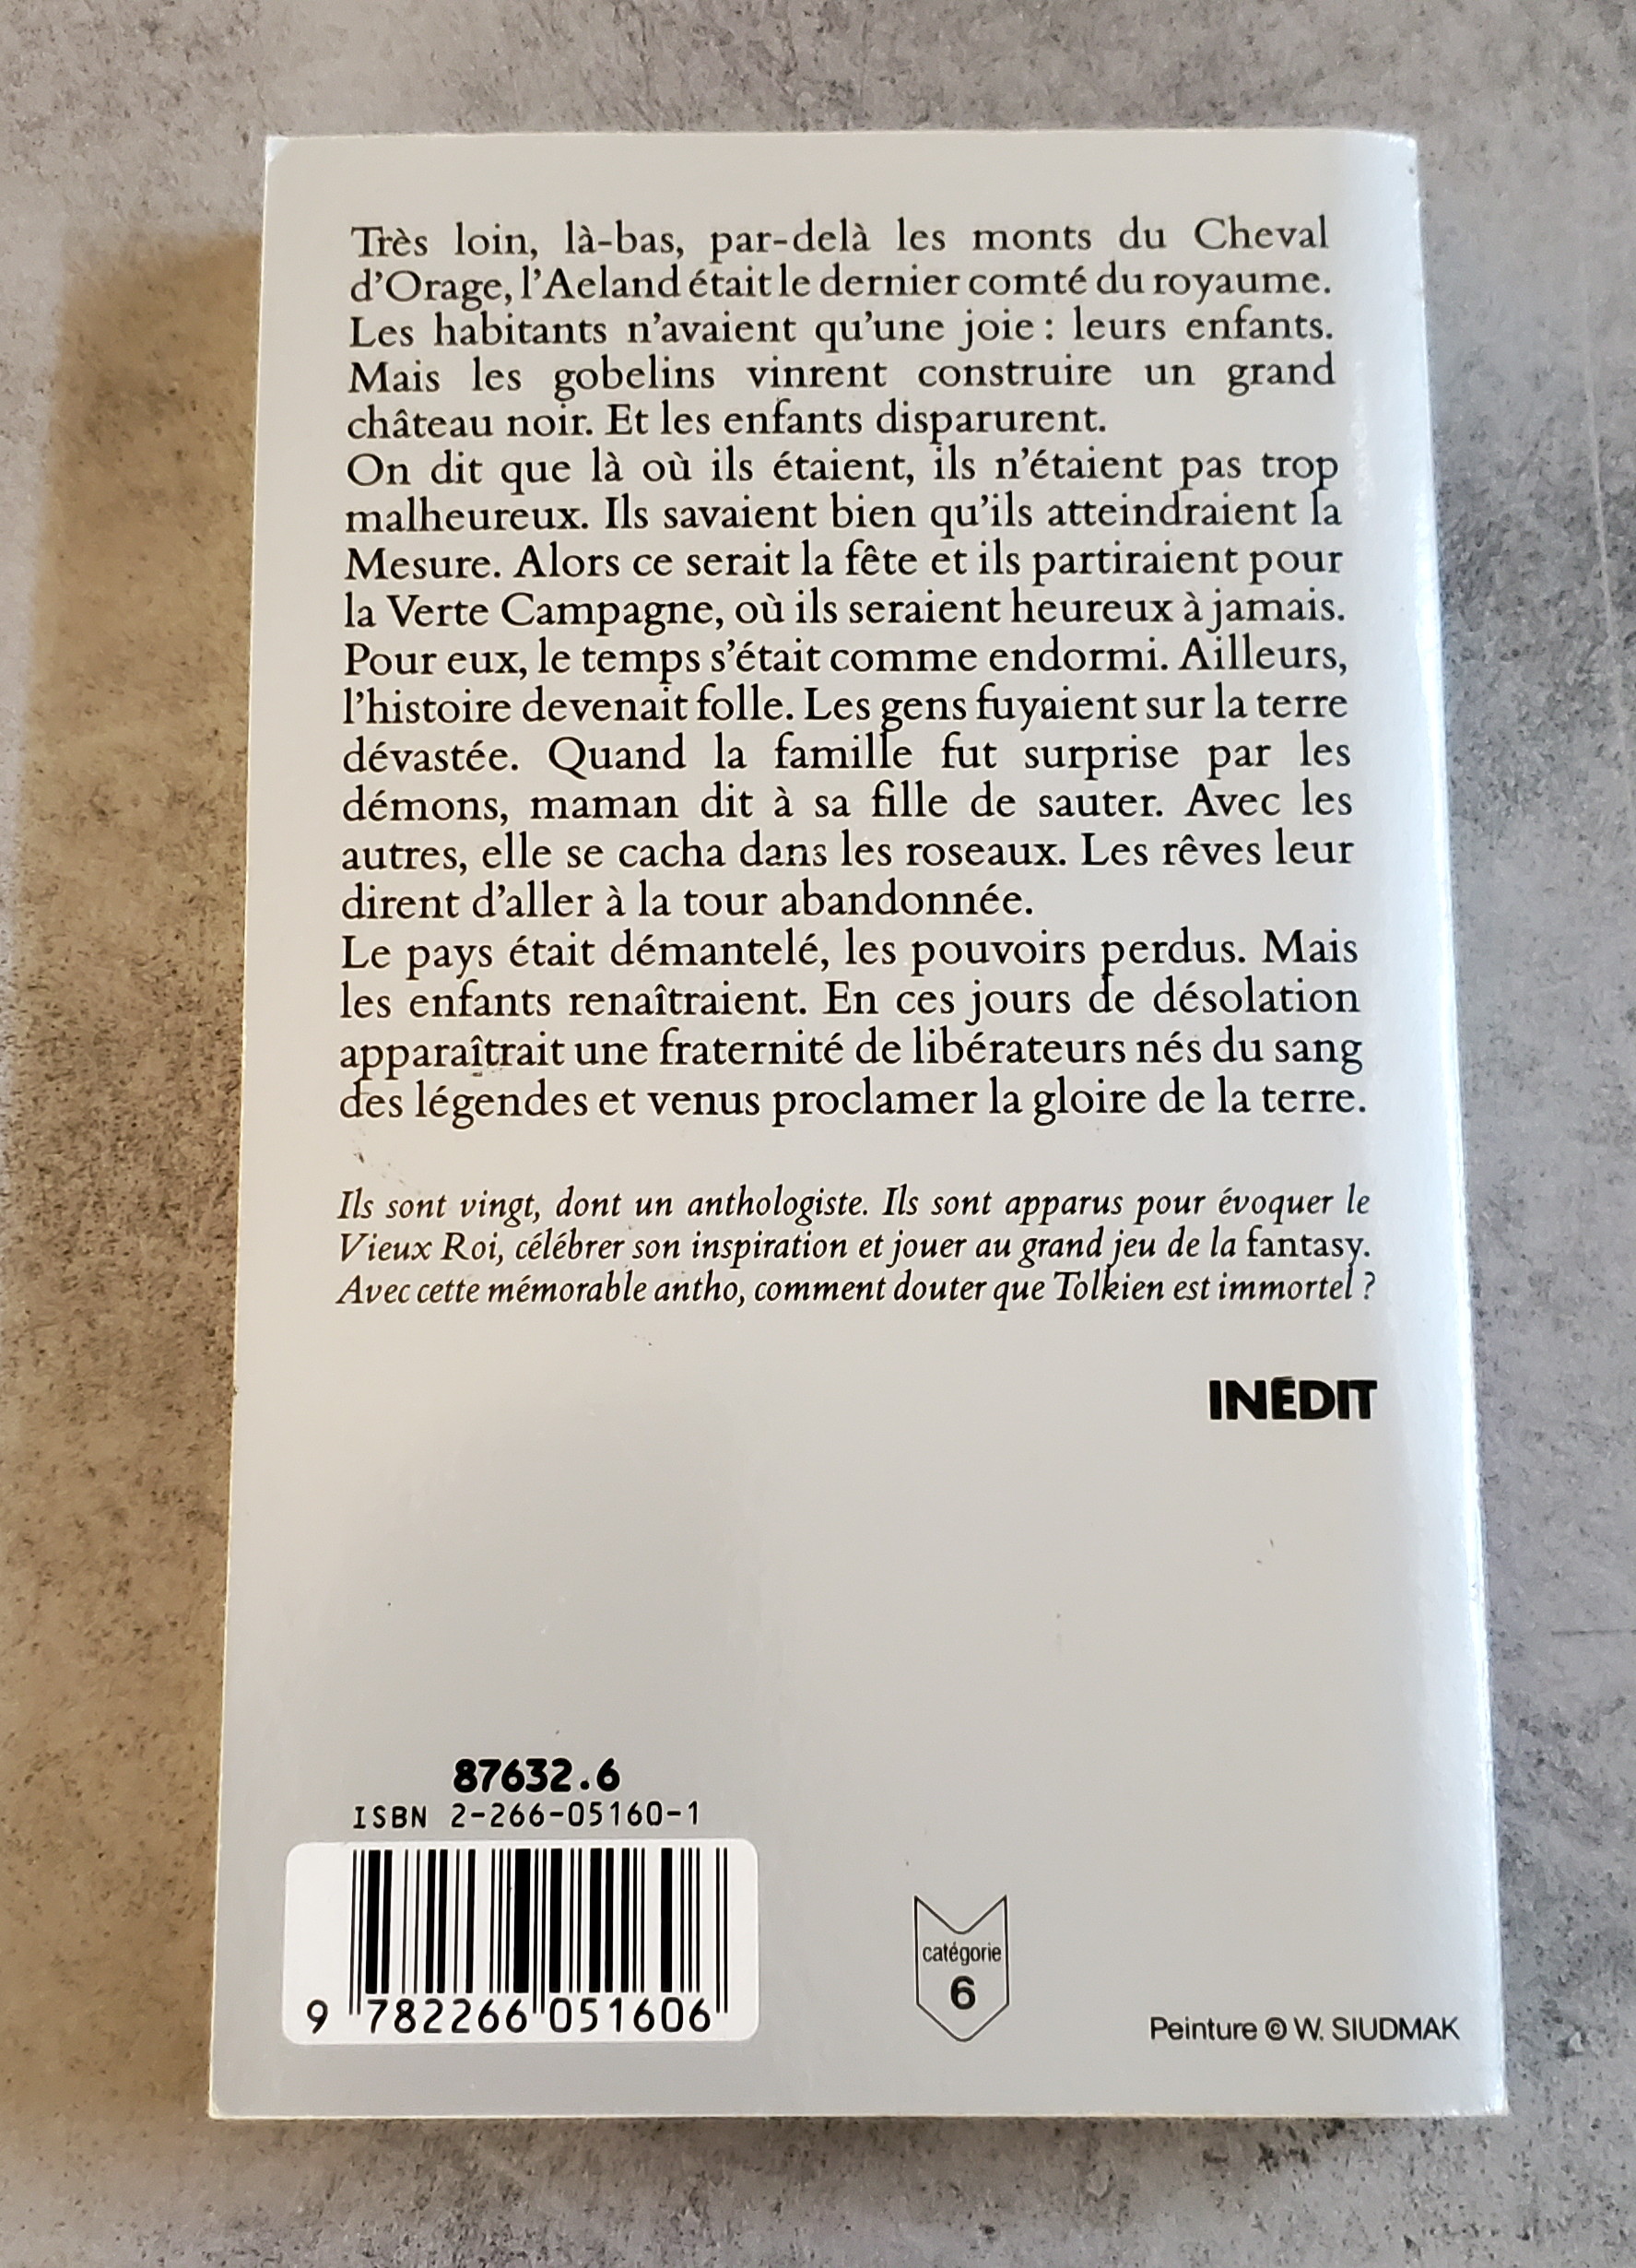 Très loin, là-bas, par-delà les monts du Cheval
d'Orage, l'Aeland était le dernier comté du royaume.
Les habitants n'avaient qu'une joie : leurs enfants.
Mais les gobelins vinrent construire un grand
château noir. Et les enfants disparurent.
On dit que là où ils étaient, ils n'étaient pas trop
malheureux. Ils savaient bien qu'ils atteindraient la
Mesure. Alors ce serait la fête et ils partiraient pour
la Verte Campagne, où ils seraient heureux à jamais.
Pour eux, le temps s'était comme endormi. Ailleurs,
l'histoire devenait folle. Les gens fuyaient sur la terre
dévastée. Quand la famille fut surprise par les
démons, maman dit à sa fille de sauter. Avec les
autres, elle se cacha dans les roseaux. Les rêves leur
dirent d'aller à la tour abandonnée.
Le pays était démantelé, les pouvoirs perdus. Mais
les enfants renaîtraient. En ces jours de désolation
apparaîtrait une fraternité de libérateurs nés du sang
des légendes et venus proclamer la gloire de la terre.
Ils sont vingt, dont un anthologiste. Ils sont apparus pour évoquer le
Vieux Roi, célébrer son inspiration et jouer au grand jeu de la fantasy.
Avec cette mémorable antho, comment douter que Tolkien est immortel ?
INÉDIT
87632.6
ISBN 2-266-05160-1
9 782266 051606
catégorie
6
Peinture © W. SIUDMAK